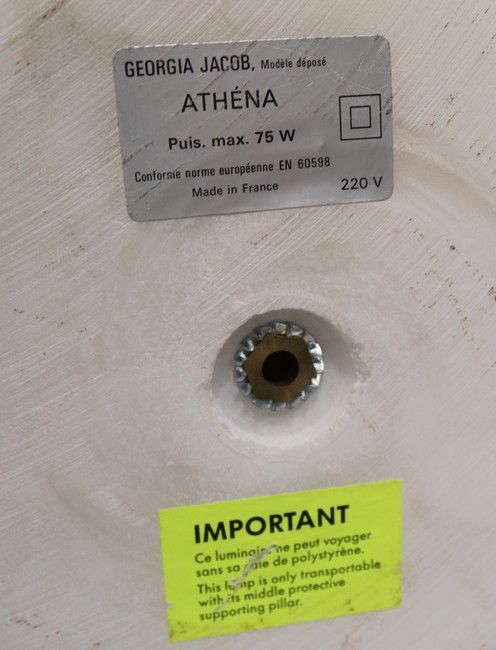 GEORGIA JACOB, Modèle déposé
ATHÉNA
Puis. max. 75 W
Conforme norme européenne EN 60598
Made in France
220 V
IMPORTANT
Ce luminaire ne peut voyager
sans sa de polystyrène.
This lamp is only transportable
with its middle protective
supporting pillar.